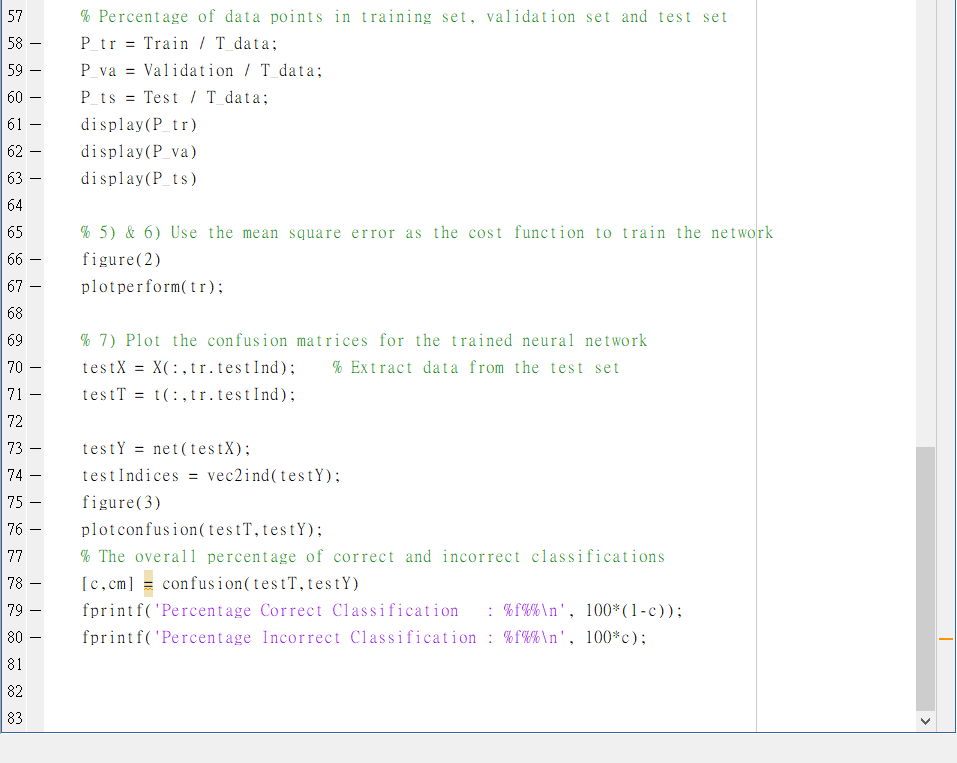 57 % Percentage of data points in training set, validation set and test set
58 — P_tr = Train / T_data;
59 — P_va = Validation / T_data;
60 — P_ts = Test / T_data;
61 — display(P_tr)
62 — display(P_va)
63 — display(P_ts)
64
65 % 5) & 6) Use the mean square error as the cost function to train the network
66 — figure(2)
67 — plotperform(tr);
68
69 % 7) Plot the confusion matrices for the trained neural network
70 — testX = X(:,tr.testInd);    % Extract data from the test set
71 — testT = t(:,tr.testInd);
72
73 — testY = net(testX);
74 — testIndices = vec2ind(testY);
75 — figure(3)
76 — plotconfusion(testT,testY);
77 % The overall percentage of correct and incorrect classifications
78 — [c,cm] = confusion(testT,testY)
79 — fprintf('Percentage Correct Classification   : %f%%\n', 100*(1-c));
80 — fprintf('Percentage Incorrect Classification : %f%%\n', 100*c);
81
82
83